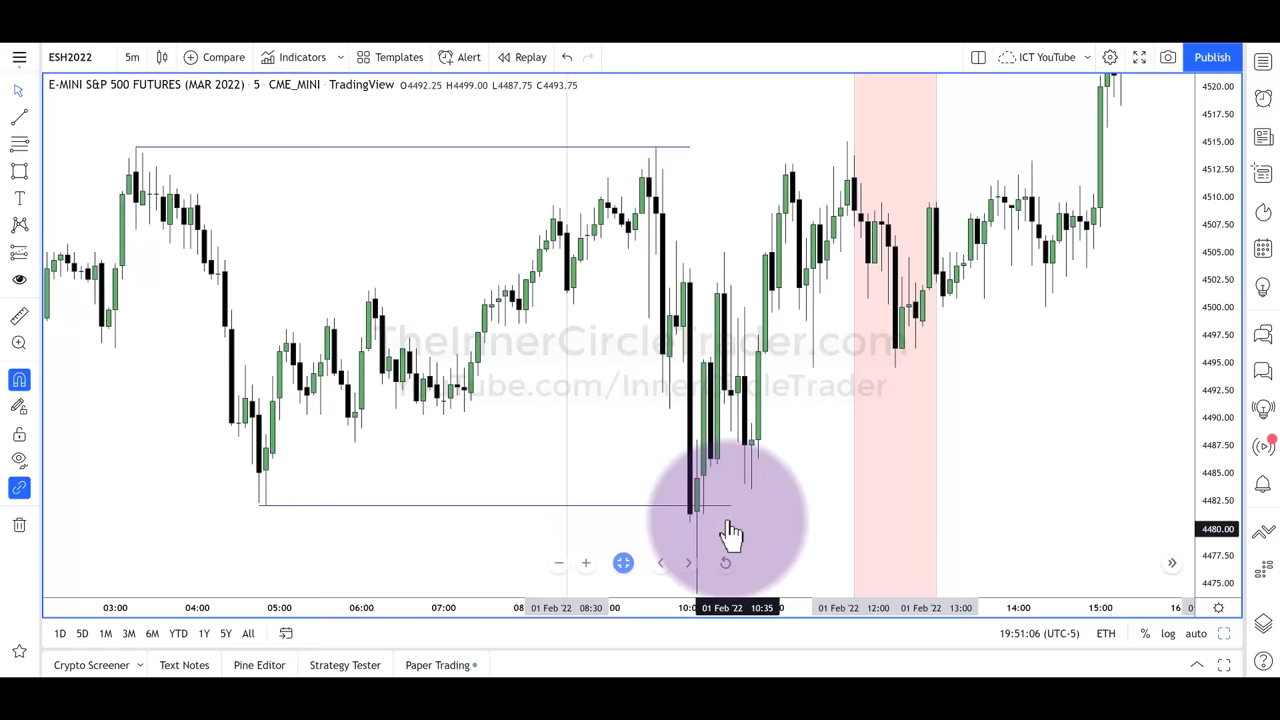 ESH2022 5m Compare Indicators Templates Alert Replay ICT YouTube Publish
E-MINI S&P 500 FUTURES (MAR 2022) · 5 · CME_MINI · TradingView O4492.25 H4499.00 L4487.75 C4493.75
4520.00
4517.50
4515.00
4512.50
4510.00
4507.50
4505.00
4502.50
4500.00
4497.50
4495.00
4492.50
4490.00
4487.50
4485.00
4482.50
4480.00
4477.50
4475.00
TheInnerCircleTrader.com
YouTube.com/InnerCircleTrader
03:00 04:00 05:00 06:00 07:00 08 01 Feb '22 08:30 :00 10:0 01 Feb '22 10:35 01 Feb '22 12:00 01 Feb '22 13:00 14:00 15:00 16
1D 5D 1M 3M 6M YTD 1Y 5Y All 19:51:06 (UTC-5) ETH % log auto
Crypto Screener Text Notes Pine Editor Strategy Tester Paper Trading